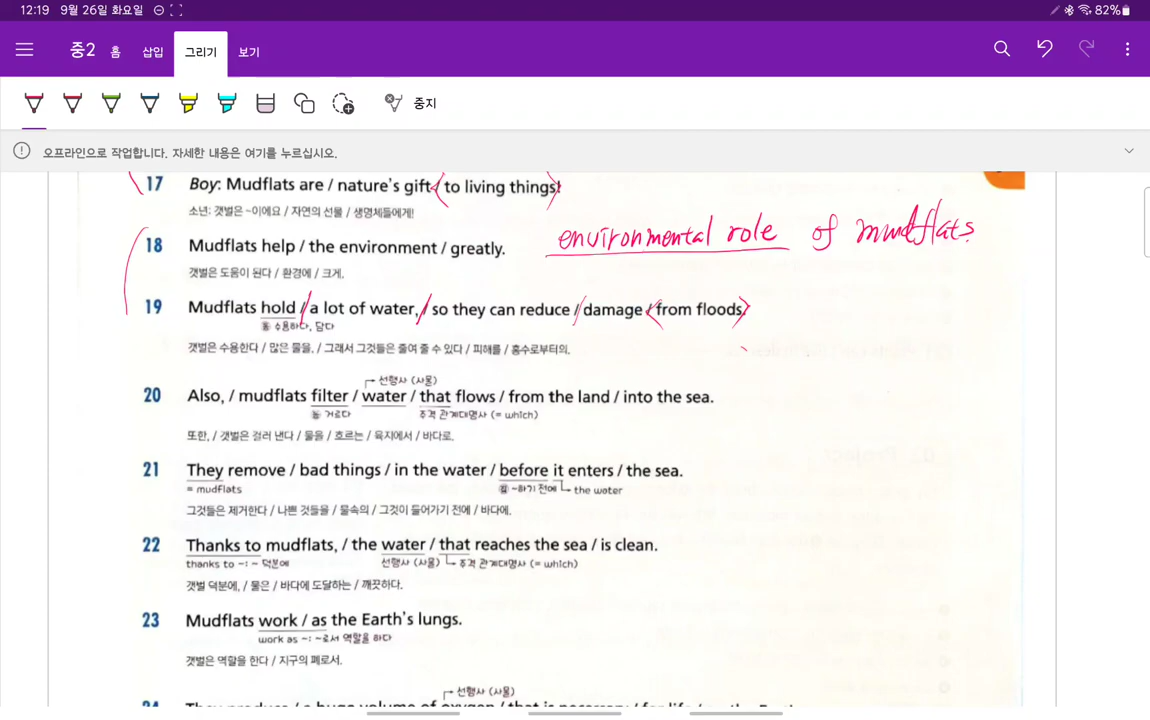 12:19 9월 26일 화요일 82%
중2 홈 삽입 그리기 보기
중지
오프라인으로 작업합니다. 자세한 내용은 여기를 누르십시오.
17 Boy: Mudflats are / nature's gift to living things!
소년: 갯벌은 ~이에요 / 자연의 선물 / 생명체들에게!
environmental role of mudflats.
18 Mudflats help / the environment / greatly.
갯벌은 도움이 된다 / 환경에 / 크게.
19 Mudflats hold / a lot of water, / so they can reduce / damage from floods.
통 수용하다, 담다
갯벌은 수용한다 / 많은 물을, / 그래서 그것들은 줄여 줄 수 있다 / 피해를 / 홍수로부터의.
선행사 (사물)
20 Also, / mudflats filter / water / that flows / from the land / into the sea.
동 거르다 주격 관계대명사 (= which)
또한, / 갯벌은 걸러 낸다 / 물을 / 흐르는 / 육지에서 / 바다로.
21 They remove / bad things / in the water / before it enters / the sea.
= mudflats 접 ~하기 전에 the water
그것들은 제거한다 / 나쁜 것들을 / 물속의 / 그것이 들어가기 전에 / 바다에.
22 Thanks to mudflats, / the water / that reaches the sea / is clean.
thanks to ~: ~ 덕분에 선행사 (사물) 주격 관계대명사 (= which)
갯벌 덕분에, / 물은 / 바다에 도달하는 / 깨끗하다.
23 Mudflats work / as the Earth's lungs.
work as ~: ~로서 역할을 하다
갯벌은 역할을 한다 / 지구의 폐로서.
선행사 (사물)
24 They produce / a huge volume of oxygen / that is necessary / for life / on the Earth.